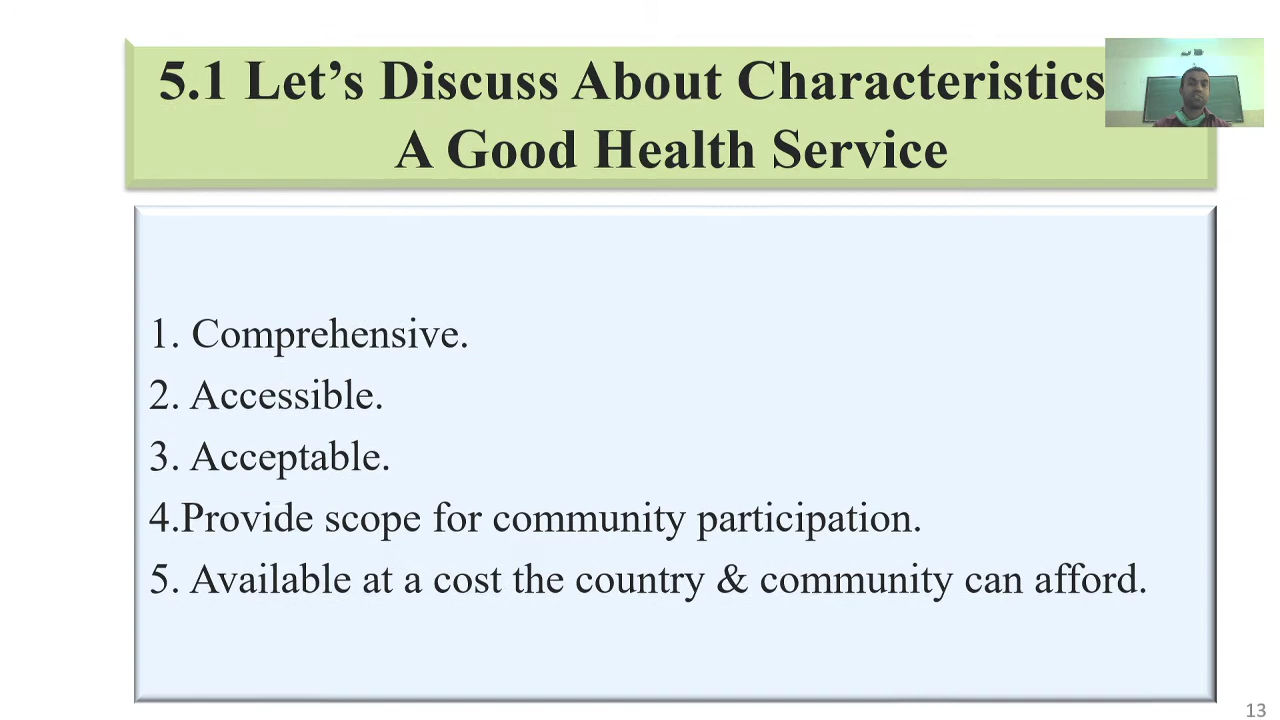 5.1 Let’s Discuss About Characteristics
A Good Health Service
1. Comprehensive.
2. Accessible.
3. Acceptable.
4.Provide scope for community participation.
5. Available at a cost the country & community can afford.
13